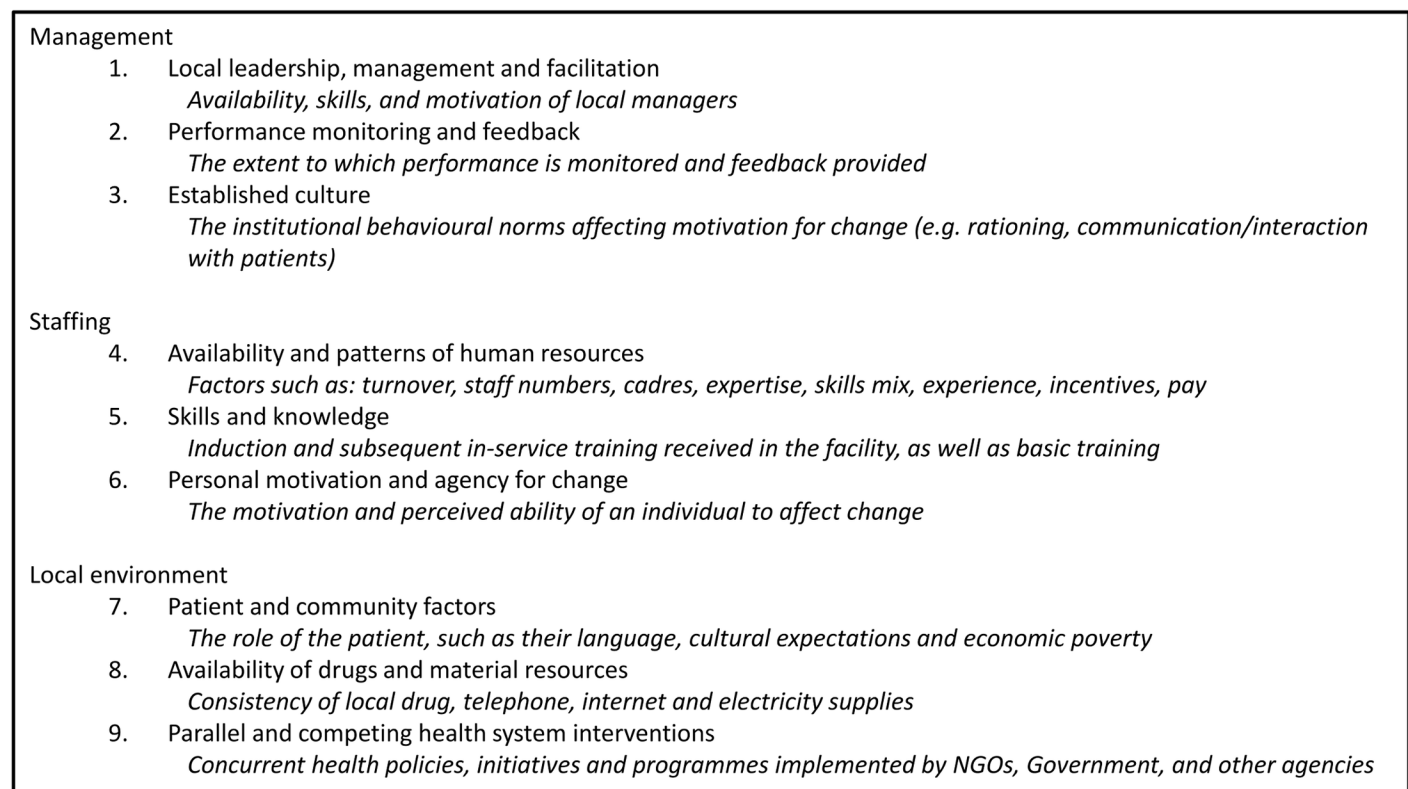 Management
1. Local leadership, management and facilitation
Availability, skills, and motivation of local managers
2. Performance monitoring and feedback
The extent to which performance is monitored and feedback provided
3. Established culture
The institutional behavioural norms affecting motivation for change (e.g. rationing, communication/interaction
with patients)
Staffing
4. Availability and patterns of human resources
Factors such as: turnover, staff numbers, cadres, expertise, skills mix, experience, incentives, pay
5. Skills and knowledge
Induction and subsequent in-service training received in the facility, as well as basic training
6. Personal motivation and agency for change
The motivation and perceived ability of an individual to affect change
Local environment
7. Patient and community factors
The role of the patient, such as their language, cultural expectations and economic poverty
8. Availability of drugs and material resources
Consistency of local drug, telephone, internet and electricity supplies
9. Parallel and competing health system interventions
Concurrent health policies, initiatives and programmes implemented by NGOs, Government, and other agencies